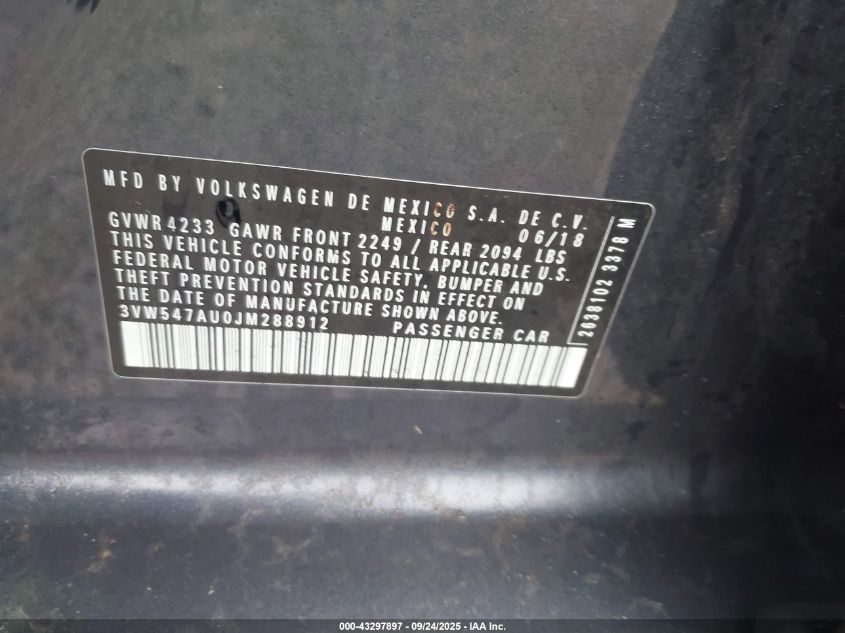 MFD BY VOLKSWAGEN DE MEXICO S.A. DE C.V.
MEXICO 06/18
GVWR 4233 GAWR FRONT 2249 / REAR 2094 LBS
THIS VEHICLE CONFORMS TO ALL APPLICABLE U.S.
FEDERAL MOTOR VEHICLE SAFETY, BUMPER AND
THEFT PREVENTION STANDARDS IN EFFECT ON
THE DATE OF MANUFACTURE SHOWN ABOVE.
3VW547AU0JM288912 PASSENGER CAR
2638102 3378 M
000-43297897 - 09/24/2025 - IAA Inc.